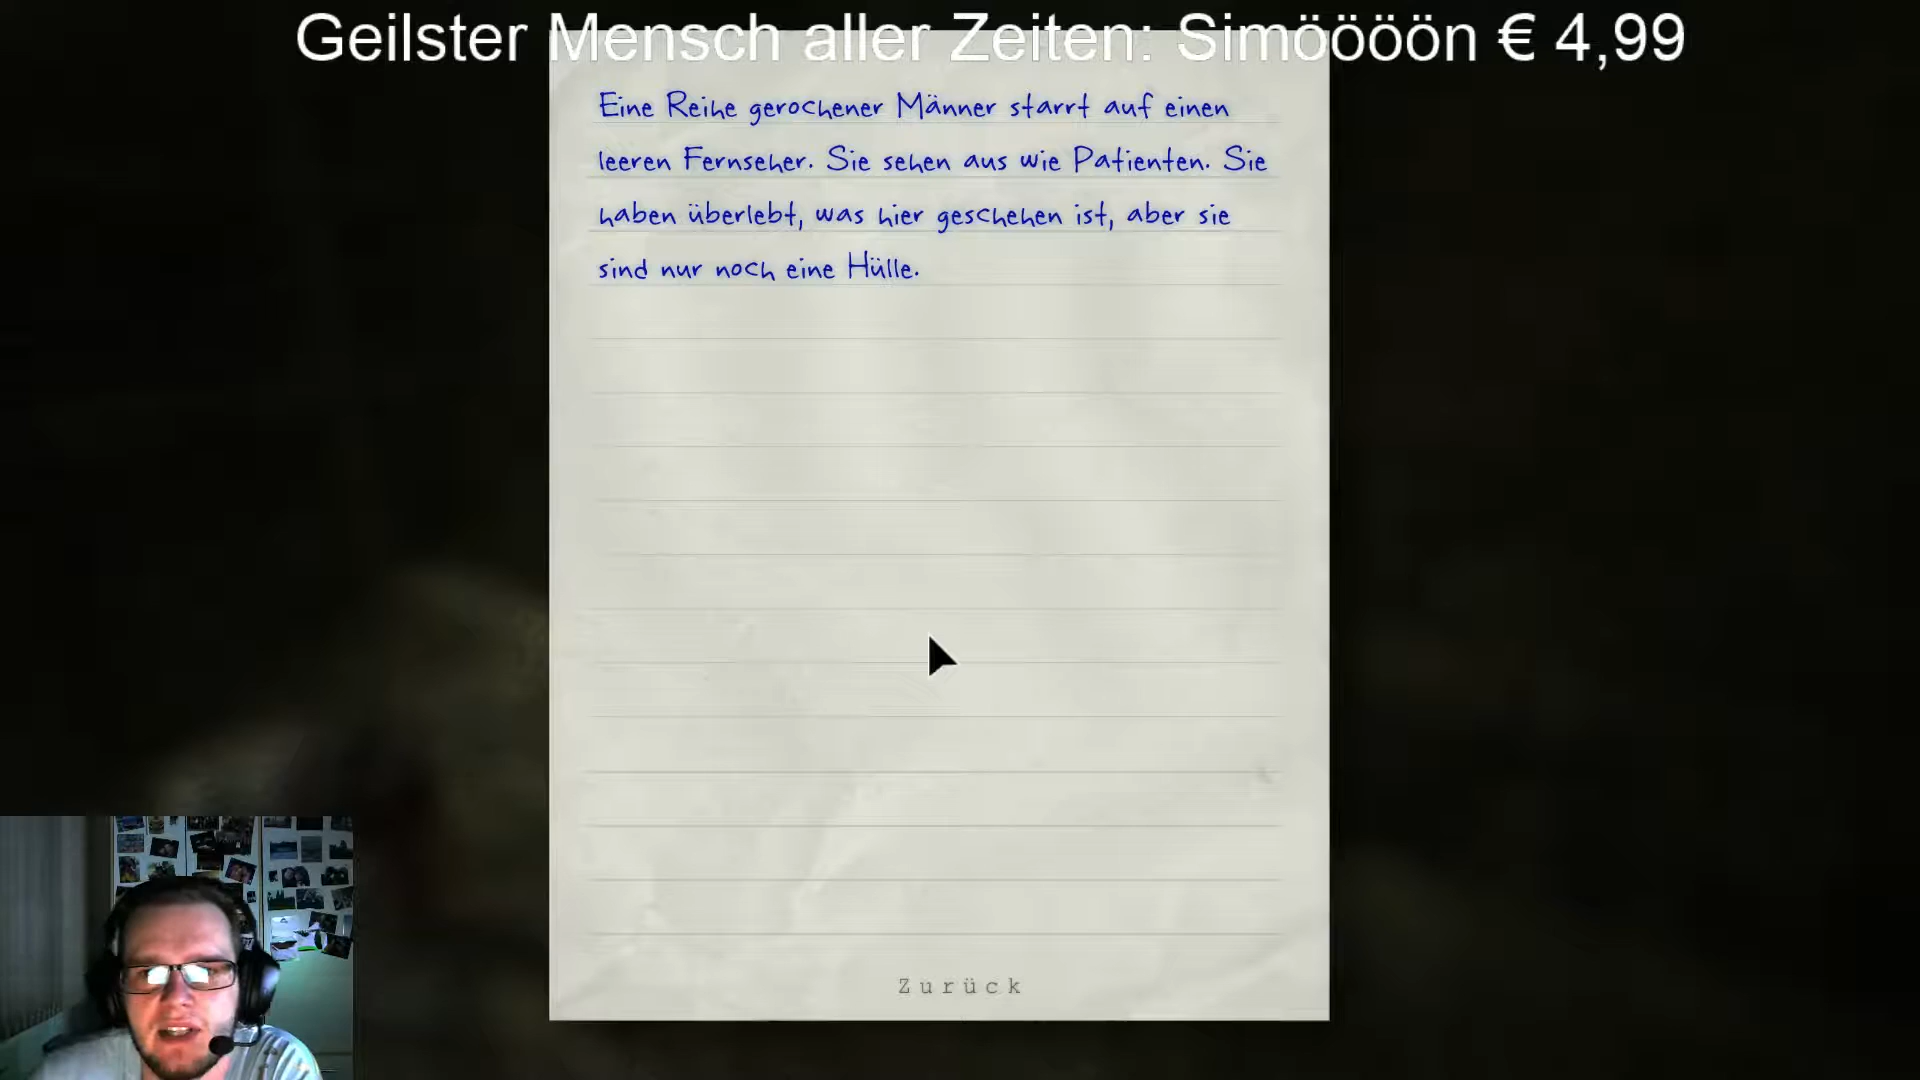 Geilster Mensch aller Zeiten: Simööööön € 4,99
Eine Reihe gerochener Männer starrt auf einen
leeren Fernseher. Sie sehen aus wie Patienten. Sie
haben überlebt, was hier geschehen ist, aber sie
sind nur noch eine Hülle.
Zurück